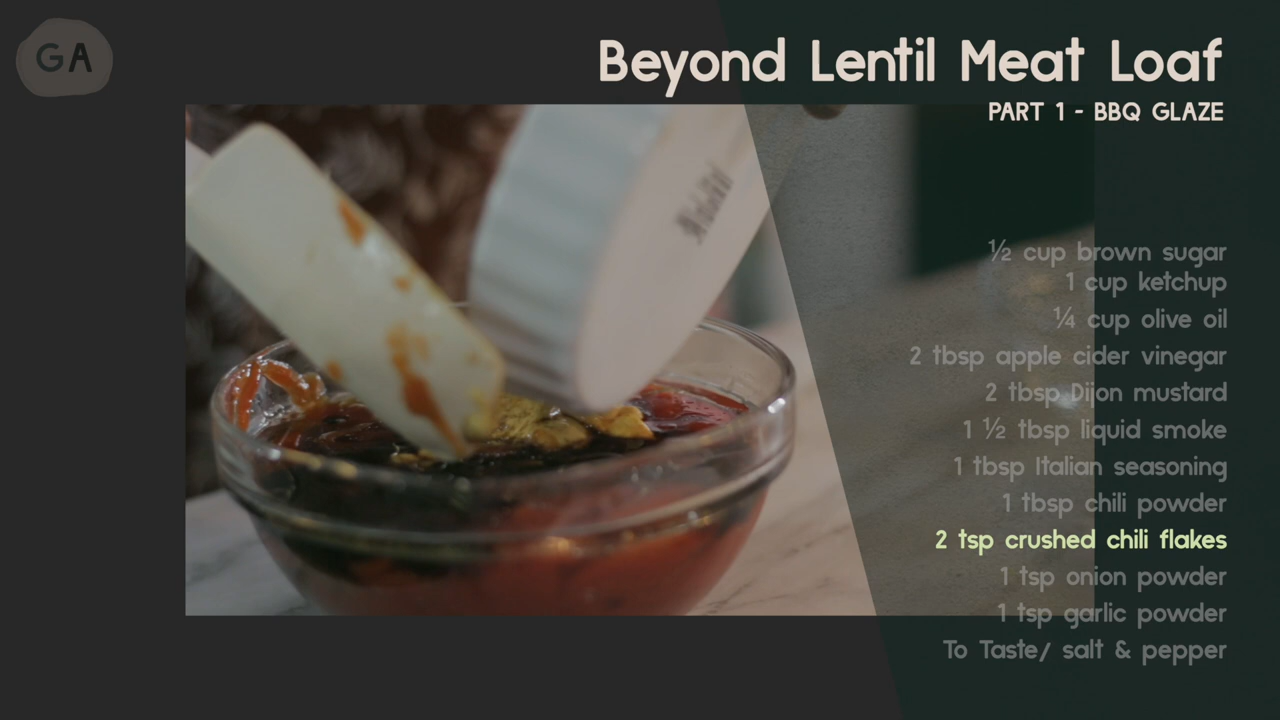 GA
Beyond Lentil Meat Loaf
PART 1 - BBQ GLAZE
½ cup brown sugar
1 cup ketchup
¼ cup olive oil
2 tbsp apple cider vinegar
2 tbsp Dijon mustard
1 ½ tbsp liquid smoke
1 tbsp Italian seasoning
1 tbsp chili powder
2 tsp crushed chili flakes
1 tsp onion powder
1 tsp garlic powder
To Taste/ salt & pepper